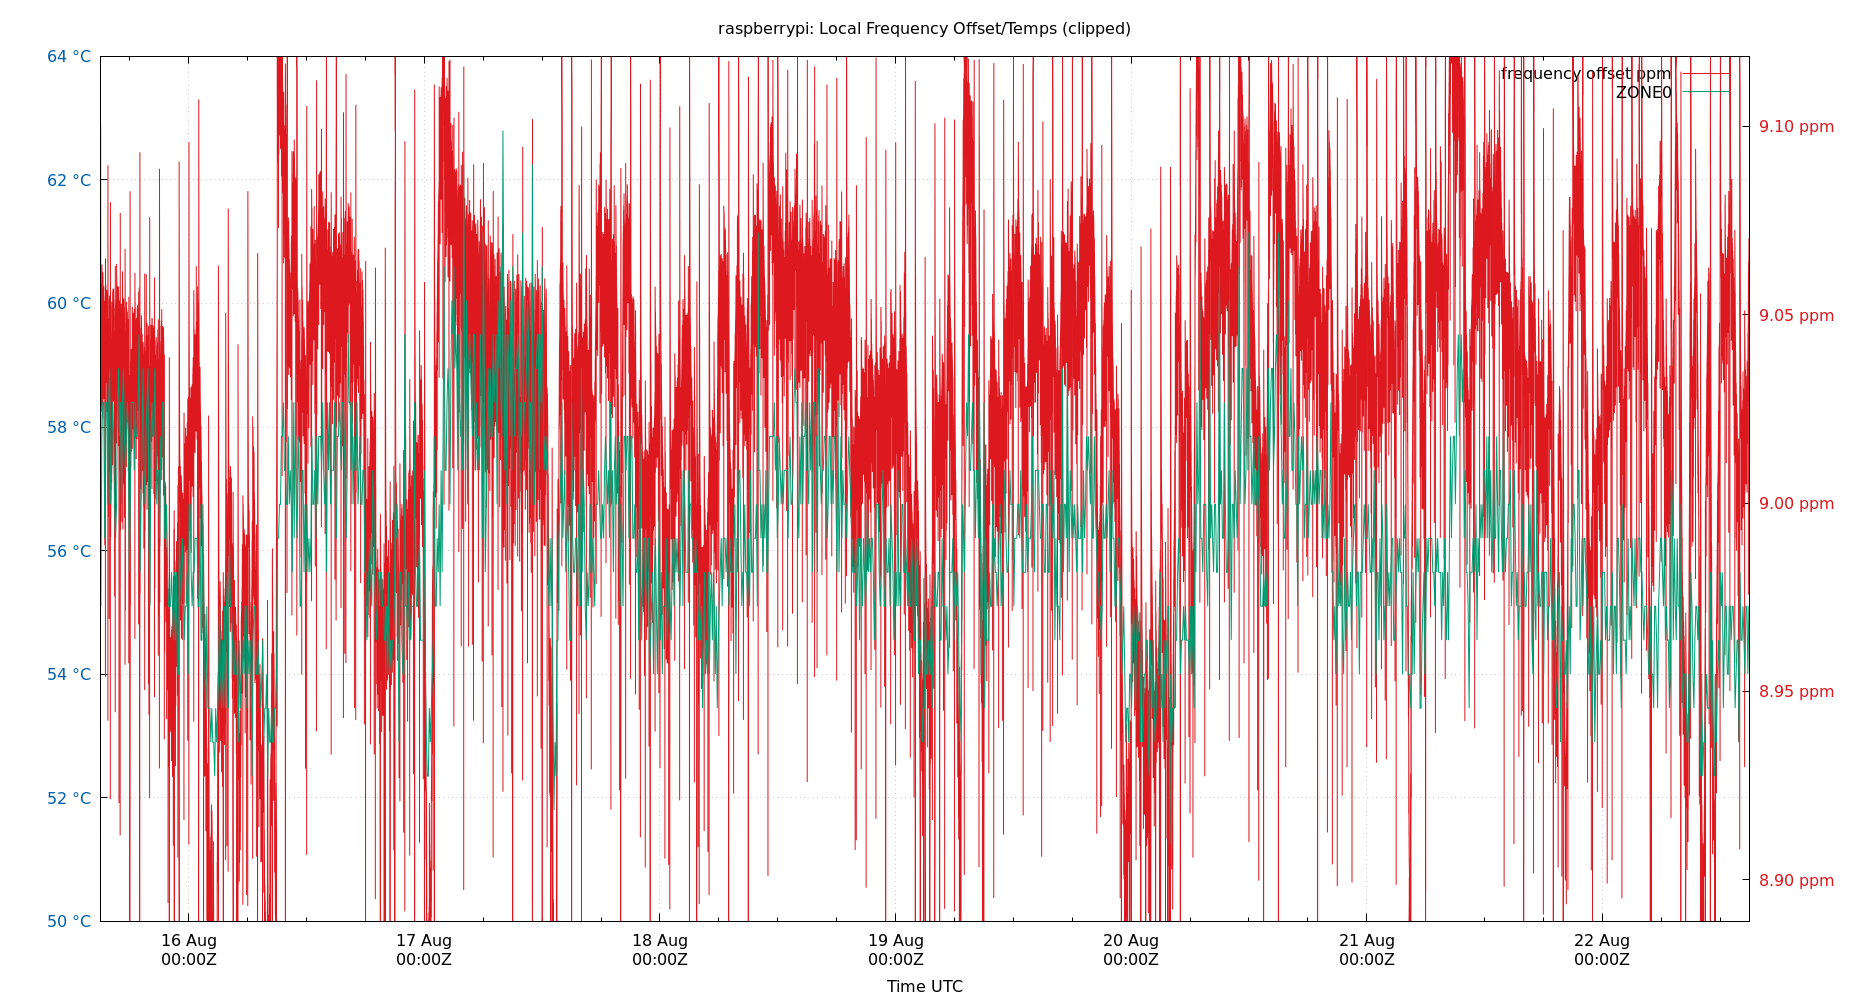 raspberrypi: Local Frequency Offset/Temps (clipped)
64 °C
62 °C
60 °C
58 °C
56 °C
54 °C
52 °C
50 °C
frequency offset ppm
ZONE0
9.10 ppm
9.05 ppm
9.00 ppm
8.95 ppm
8.90 ppm
16 Aug
00:00Z
17 Aug
00:00Z
18 Aug
00:00Z
19 Aug
00:00Z
20 Aug
00:00Z
21 Aug
00:00Z
22 Aug
00:00Z
Time UTC